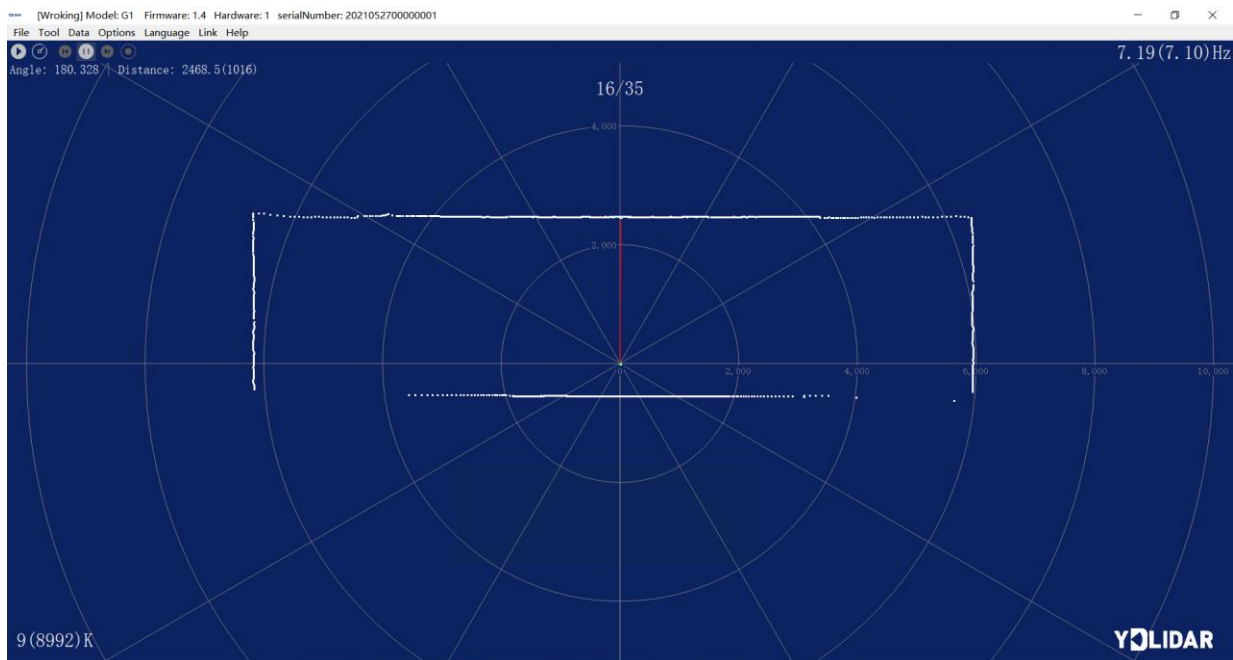 [Wroking] Model: G1 Firmware: 1.4 Hardware: 1 serialNumber: 2021052700000001
File Tool Data Options Language Link Help
7.19(7.10)Hz
Angle: 180.328 | Distance: 2468.5(1016)
16/35
4,000
2,000
0 2,000 4,000 6,000 8,000 10,000
9(8992)K
YDLIDAR